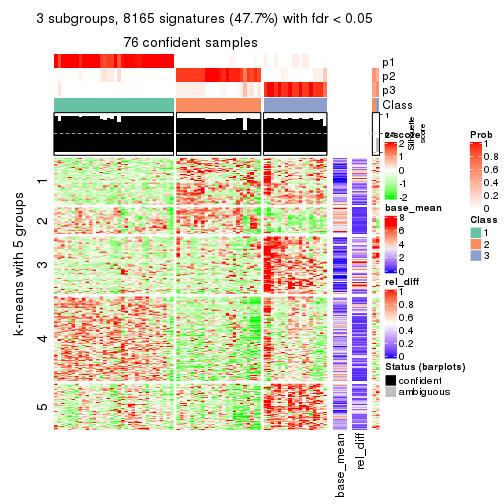 3 subgroups, 8165 signatures (47.7%) with fdr < 0.05
76 confident samples
p1
p2
p3
Class
1
0
Silhouette
score
z-score
2
1
0
-1
-2
Prob
1
0.8
0.6
0.4
0.2
0
base_mean
8
6
4
2
0
Class
1
2
3
rel_diff
1
0.8
0.6
0.4
0.2
0
Status (barplots)
confident
ambiguous
k-means with 5 groups
1
2
3
4
5
base_mean
rel_diff